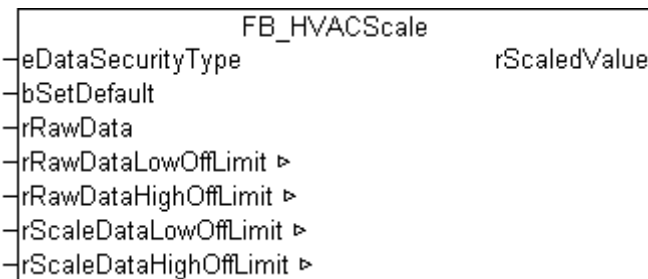 FB_HVACScale
eDataSecurityType rScaledValue
bSetDefault
rRawData
rRawDataLowOffLimit ▹
rRawDataHighOffLimit ▹
rScaleDataLowOffLimit ▹
rScaleDataHighOffLimit ▹